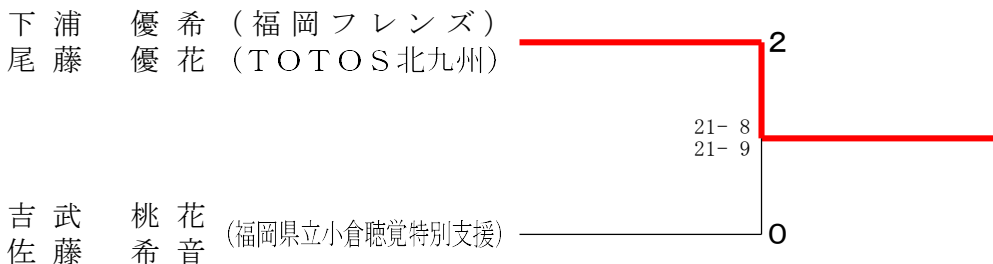 下浦 優希 (福岡フレンズ)
尾藤 優花 (ＴＯＴＯＳ北九州)
2
21- 8
21- 9
吉武 桃花
(福岡県立小倉聴覚特別支援)
佐藤 希音
0